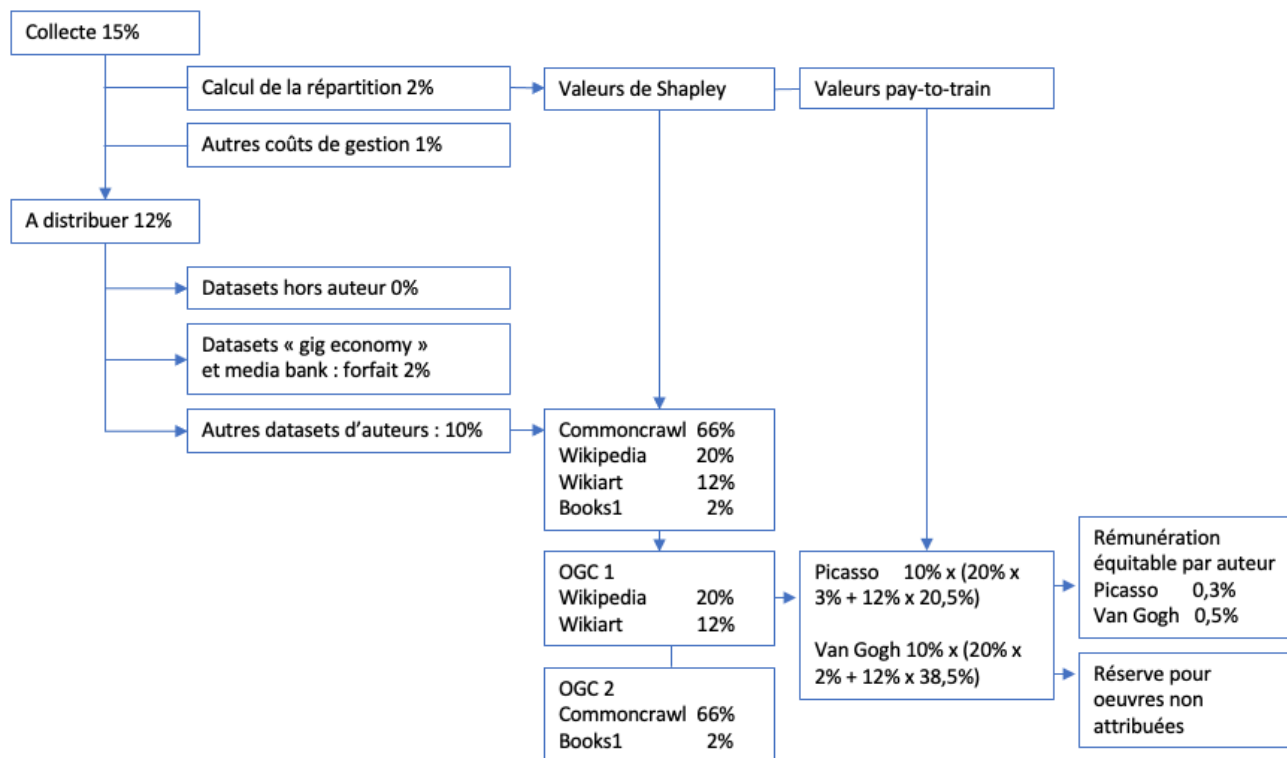 Collecte 15%
Calcul de la répartition 2%
Valeurs de Shapley
Valeurs pay-to-train
Autres coûts de gestion 1%
A distribuer 12%
Datasets hors auteur 0%
Datasets « gig economy »
et media bank : forfait 2%
Autres datasets d'auteurs : 10%
Commoncrawl 66%
Wikipedia 20%
Wikiart 12%
Books1 2%
OGC 1
Wikipedia 20%
Wikiart 12%
OGC 2
Commoncrawl 66%
Books1 2%
Picasso 10% x (20% x
3% + 12% x 20,5%)
Van Gogh 10% x (20% x
2% + 12% x 38,5%)
Rémunération
équitable par auteur
Picasso 0,3%
Van Gogh 0,5%
Réserve pour
oeuvres non
attribuées